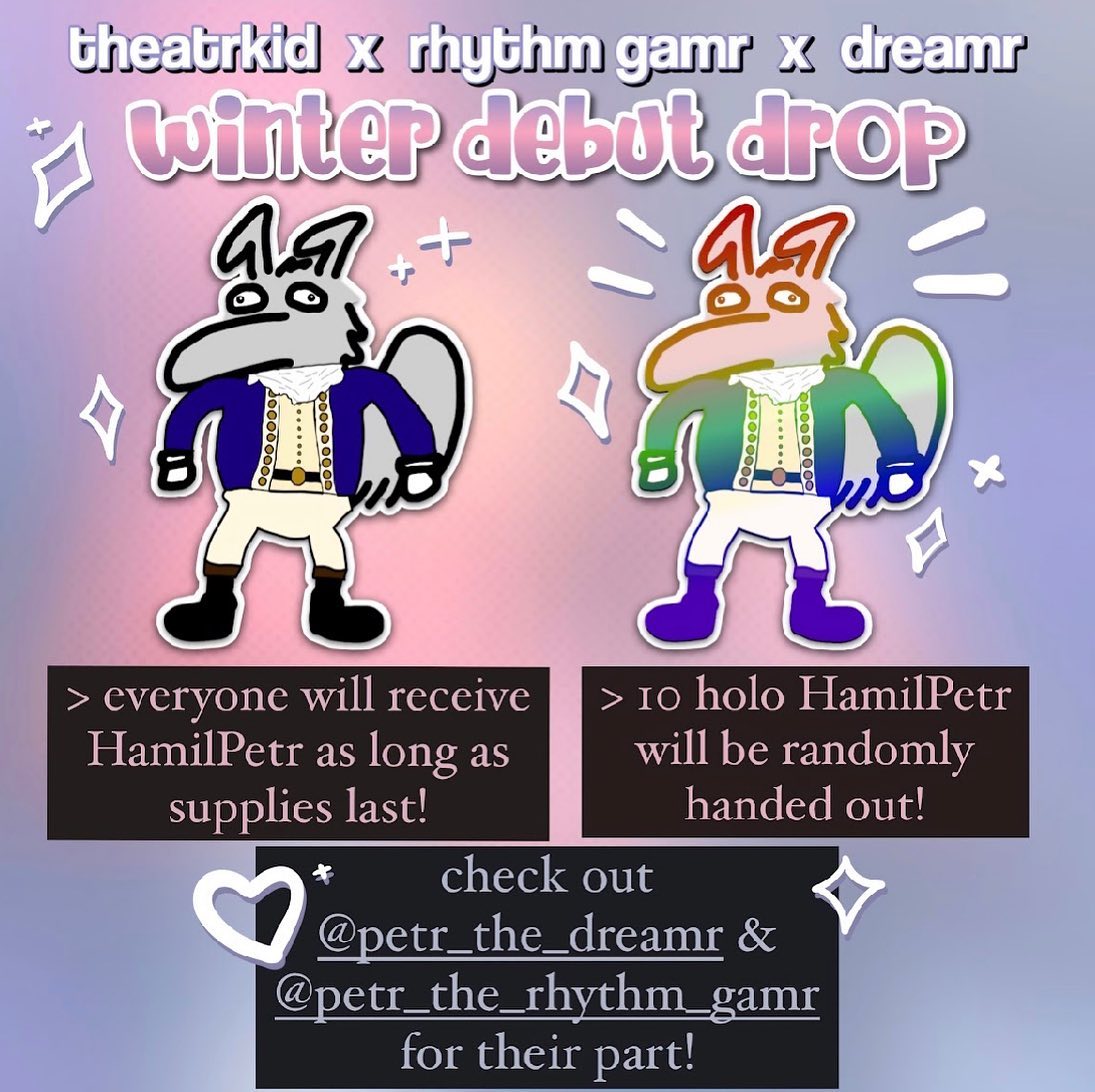 theatrkid x rhythm gamr x dreamr
winter debut drop
> everyone will receive
HamilPetr as long as
supplies last!
> 10 holo HamilPetr
will be randomly
handed out!
check out
@petr_the_dreamr &
@petr_the_rhythm_gamr
for their part!